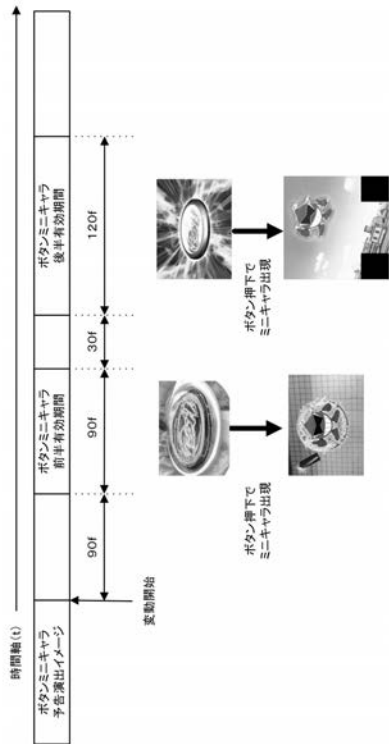 時間軸(t)
ボタンミニキャラ
予告演出イメージ
ボタンミニキャラ
前半有効期間
ボタンミニキャラ
後半有効期間
90f
90f
30f
120f
変動開始
ボタン押下で
ミニキャラ出現
ボタン押下で
ミニキャラ出現